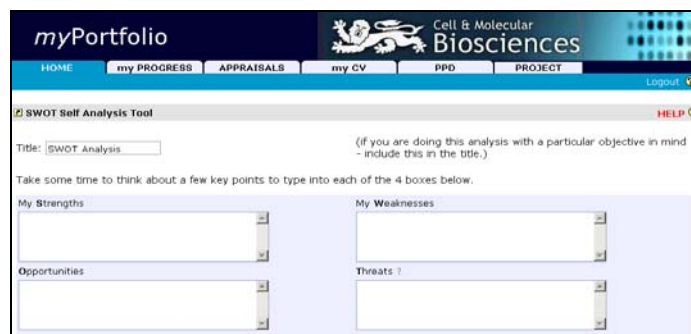 myPortfolio
Cell & Molecular
Biosciences
HOME my PROGRESS APPRAISALS my CV PPD PROJECT
Logout
SWOT Self Analysis Tool HELP
Title: SWOT Analysis
(if you are doing this analysis with a particular objective in mind
- include this in the title.)
Take some time to think about a few key points to type into each of the 4 boxes below.
My Strengths My Weaknesses
Opportunities Threats ?